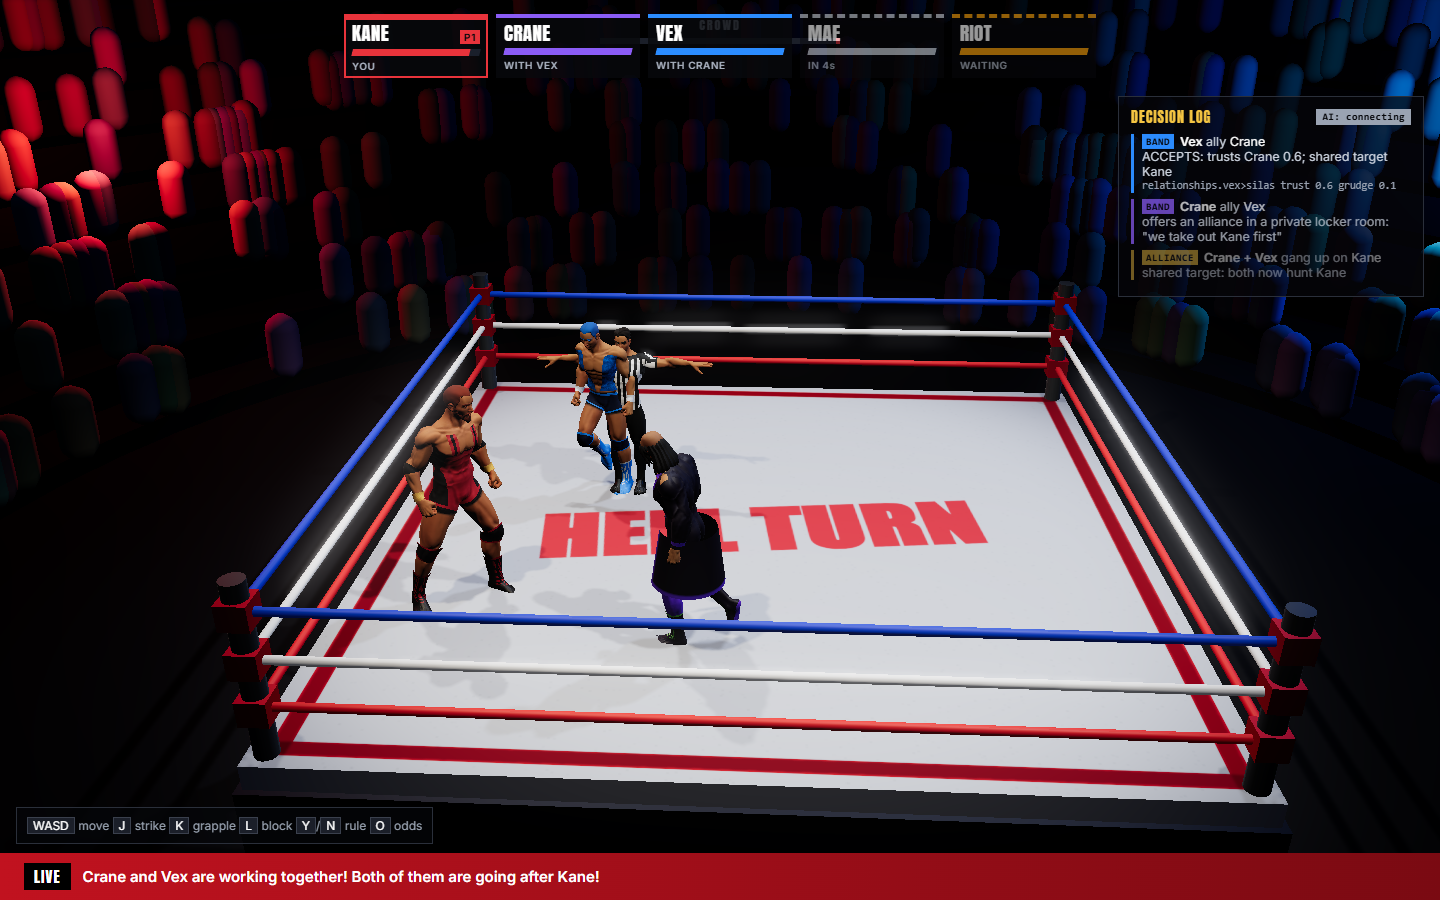 KANE P1
YOU
CRANE
WITH VEX
VEX
WITH CRANE
CROWD
MAE
IN 4s
RIOT
WAITING
DECISION LOG AI: connecting
BAND Vex ally Crane
ACCEPTS: trusts Crane 0.6; shared target
Kane
relationships.vex>silas trust 0.6 grudge 0.1
BAND Crane ally Vex
offers an alliance in a private locker room:
"we take out Kane first"
ALLIANCE Crane + Vex gang up on Kane
shared target: both now hunt Kane
HEEL TURN
WASD move J strike K grapple L block Y/N rule O odds
LIVE Crane and Vex are working together! Both of them are going after Kane!